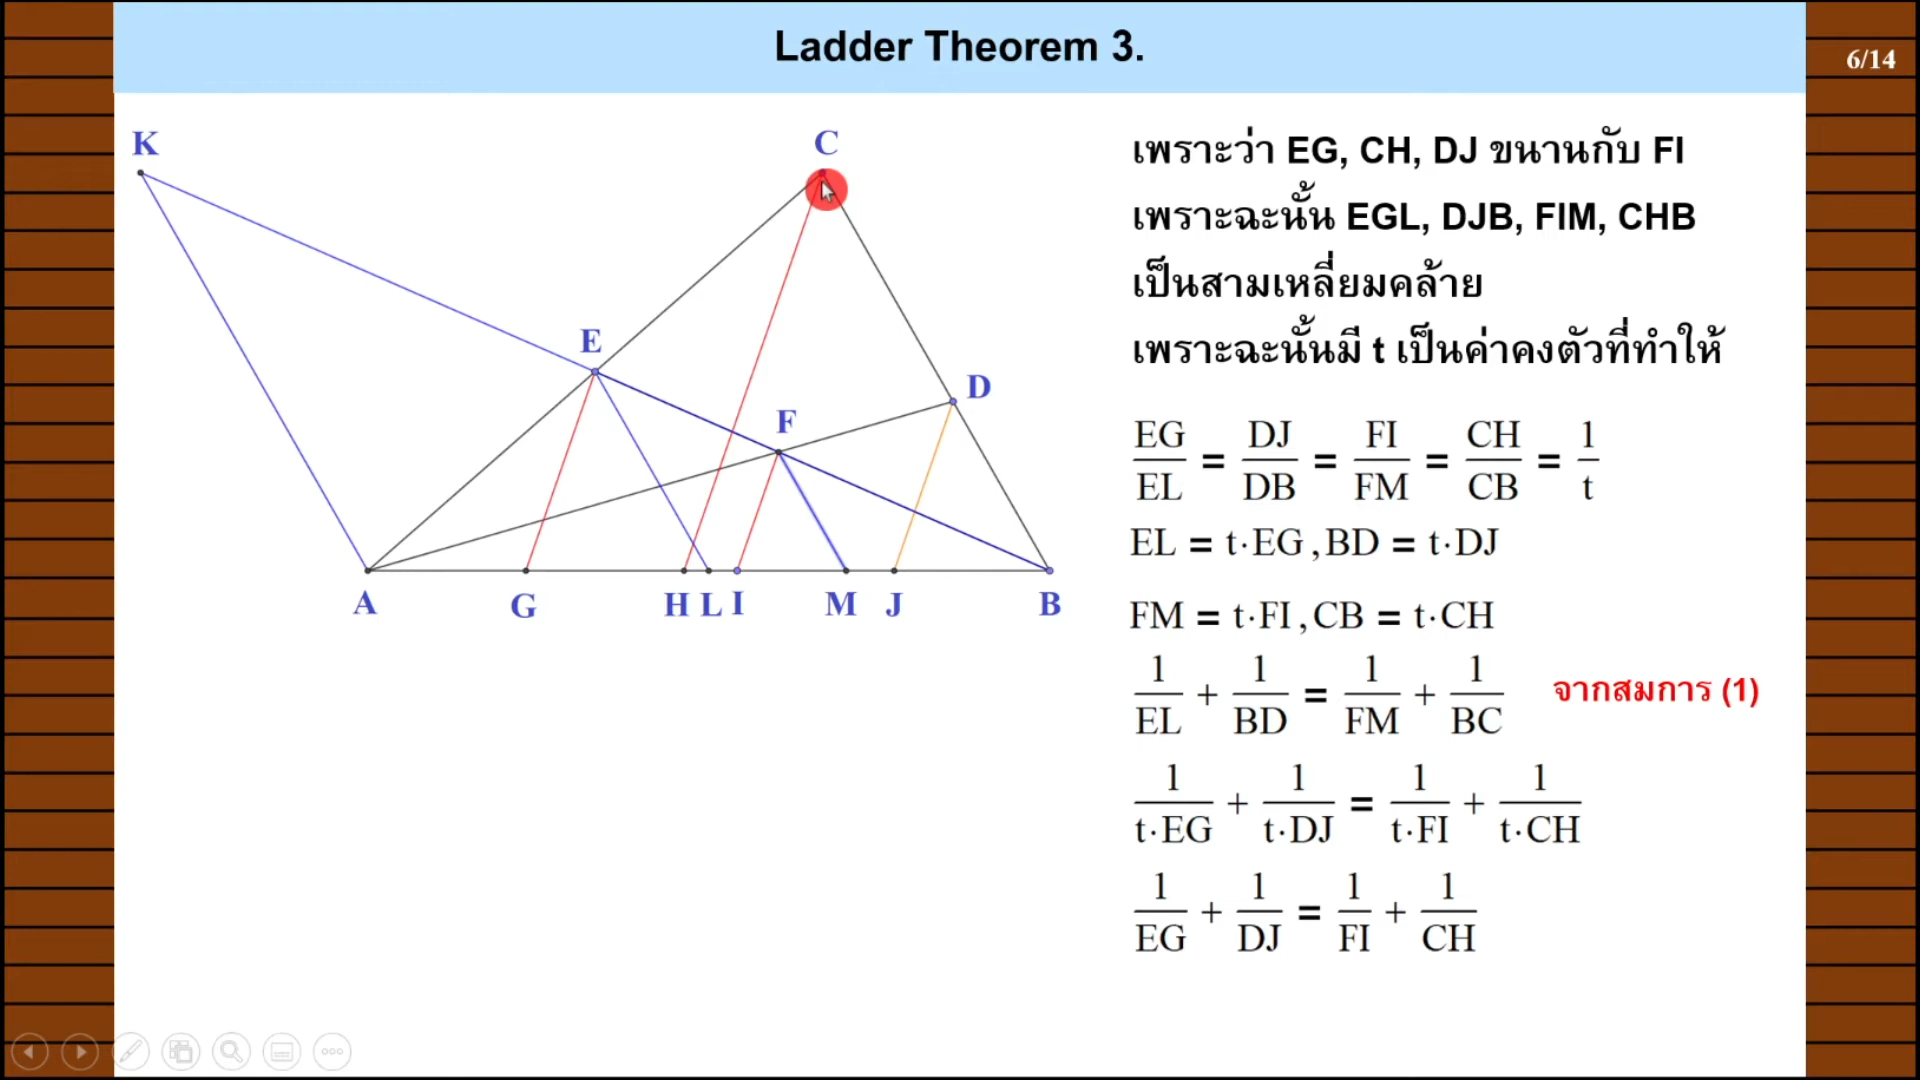 Ladder Theorem 3.
6/14
K
C
E
D
F
A G H L I M J B
เพราะว่า EG, CH, DJ ขนานกับ FI
เพราะฉะนั้น EGL, DJB, FIM, CHB
เป็นสามเหลี่ยมคล้าย
เพราะฉะนั้นมี t เป็นค่าคงตัวที่ทำให้
EG/EL = DJ/DB = FI/FM = CH/CB = 1/t
EL = t·EG , BD = t·DJ
FM = t·FI , CB = t·CH
1/EL + 1/BD = 1/FM + 1/BC จากสมการ (1)
1/t·EG + 1/t·DJ = 1/t·FI + 1/t·CH
1/EG + 1/DJ = 1/FI + 1/CH